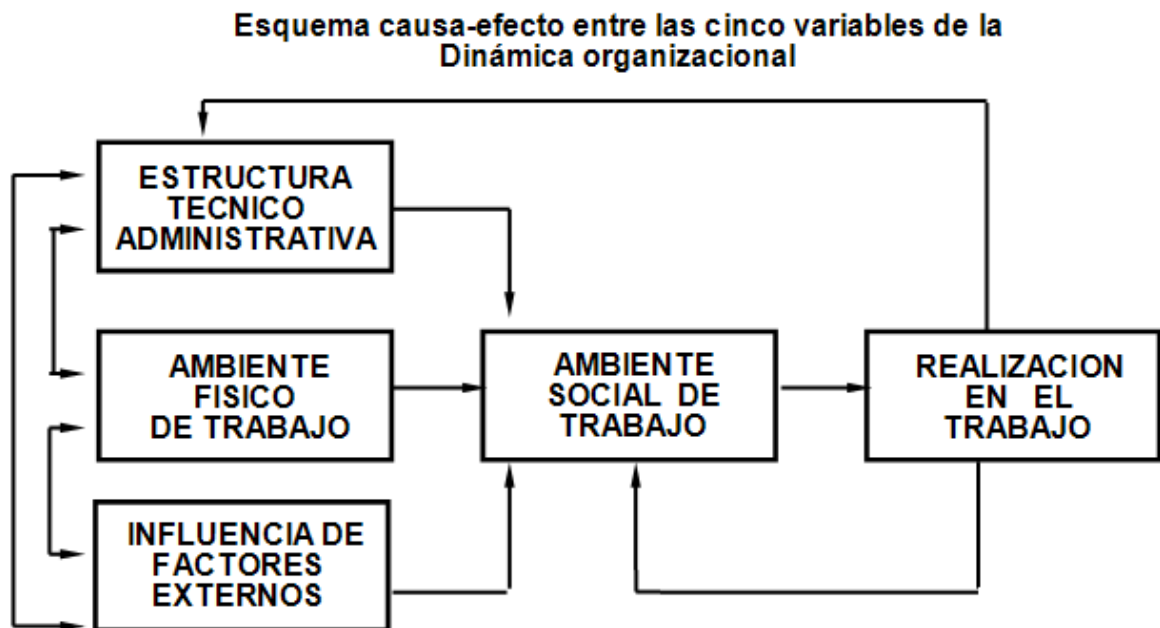 Esquema causa-efecto entre las cinco variables de la
Dinámica organizacional
ESTRUCTURA
TECNICO
ADMINISTRATIVA
AMBIENTE
FISICO
DE TRABAJO
INFLUENCIA DE
FACTORES
EXTERNOS
AMBIENTE
SOCIAL DE
TRABAJO
REALIZACION
EN EL
TRABAJO